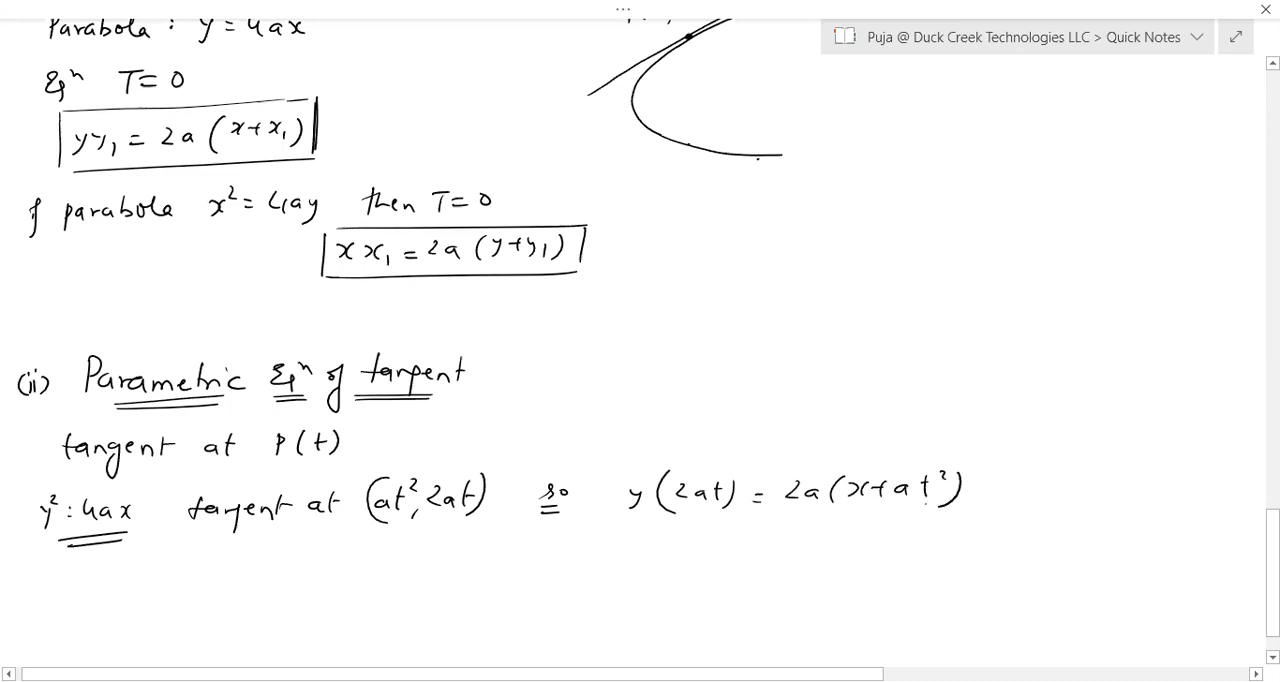 Puja @ Duck Creek Technologies LLC > Quick Notes
Parabola : y = 4ax
Eqⁿ T = 0
yy₁ = 2a (x + x₁)
If parabola x² = 4ay then T = 0
x x₁ = 2a (y + y₁)
(ii) Parametric Eqⁿ of tangent
tangent at P(t)
y² : 4ax tangent at (at², 2at) so y (2at) = 2a (x + at²)